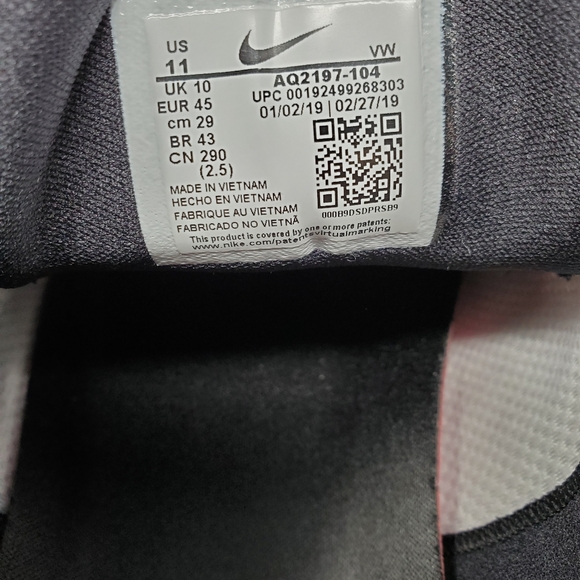 US
11
VW
UK 10
EUR 45
cm 29
BR 43
CN 290
(2.5)
AQ2197-104
UPC 00192499268303
01/02/19 | 02/27/19
MADE IN VIETNAM
HECHO EN VIETNAM
FABRIQUE AU VIETNAM
FABRICADO NO VIETNÃ
000B9DSDPRSB9
This product is covered by one or more patents:
www.nike.com/patentsvirtualmarking